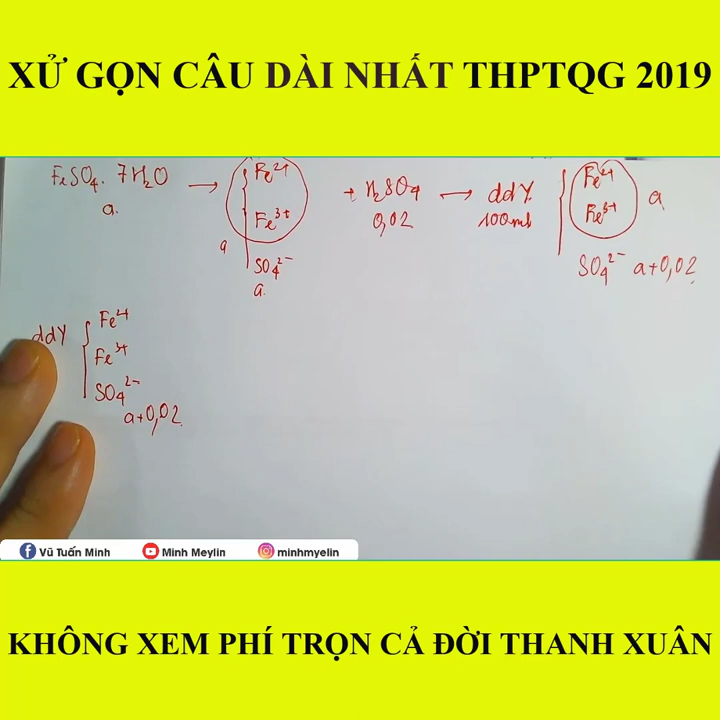 XỬ GỌN CÂU DÀI NHẤT THPTQG 2019
FeSO₄. 7H₂O → Fe²⁺ + H₂SO₄ → ddY Fe²⁺ a
a. Fe³⁺ 0,02 100ml Fe³⁺
a SO₄²⁻ SO₄²⁻ a+0,02
a.
ddY Fe²⁺
Fe³⁺
SO₄²⁻
a+0,02
Vũ Tuấn Minh Minh Meylin minhmyelin
KHÔNG XEM PHÍ TRỌN CẢ ĐỜI THANH XUÂN